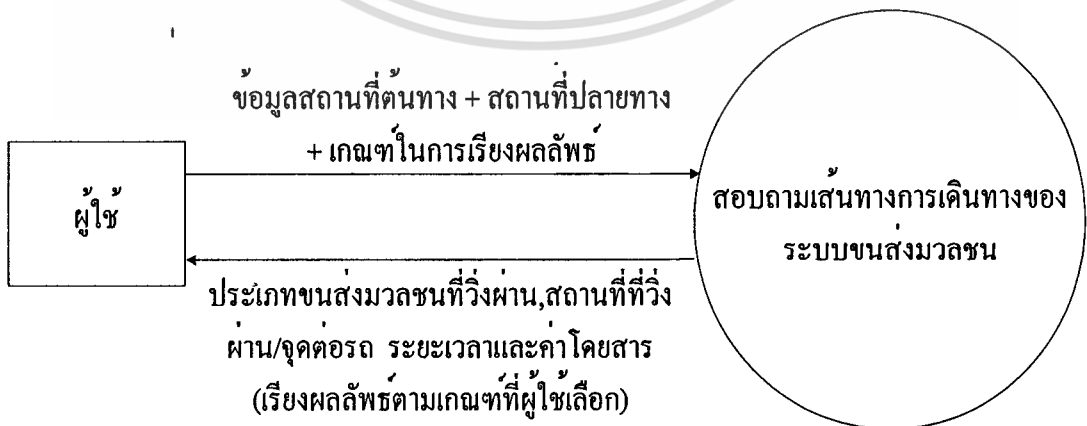 ข้อมูลสถานที่ต้นทาง + สถานที่ปลายทาง
+ เกณฑ์ในการเรียงผลลัพธ์
ผู้ใช้
สอบถามเส้นทางการเดินทางของ
ระบบขนส่งมวลชน
ประเภทขนส่งมวลชนที่วิ่งผ่าน,สถานที่ที่วิ่ง
ผ่าน/จุดต่อรถ ระยะเวลาและค่าโดยสาร
(เรียงผลลัพธ์ตามเกณฑ์ที่ผู้ใช้เลือก)